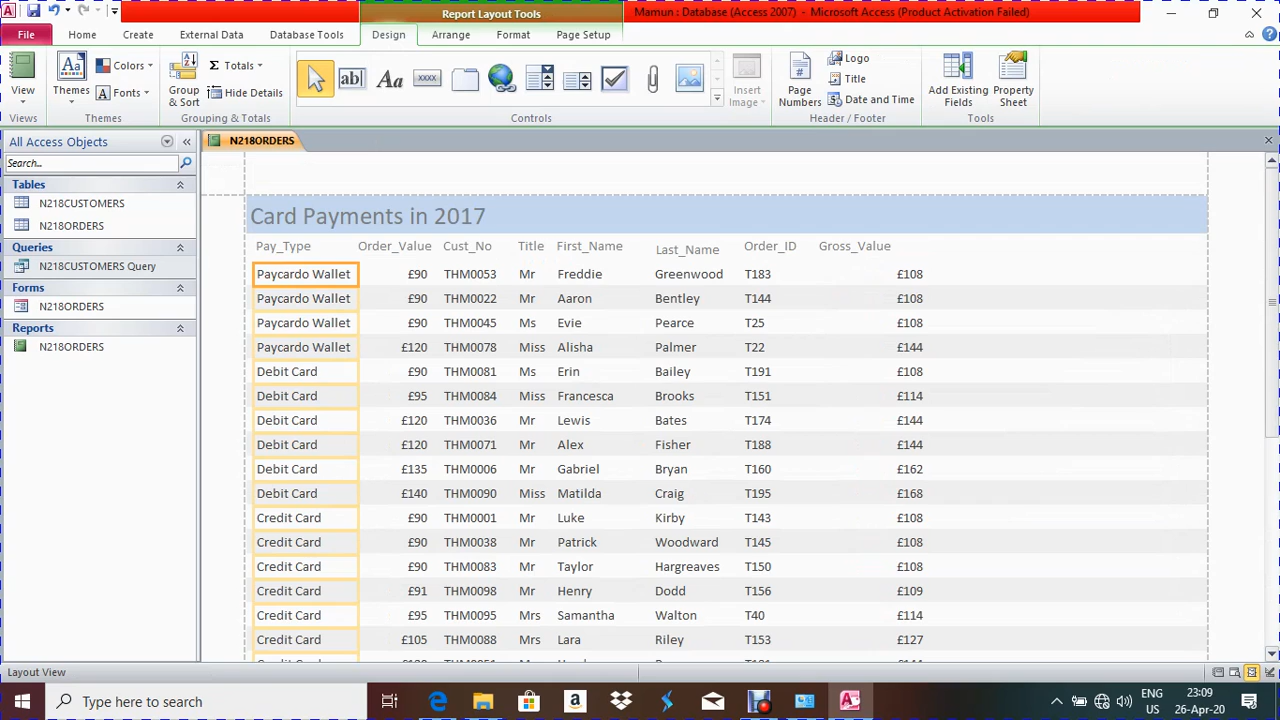 Report Layout Tools
Mamun : Database (Access 2007) - Microsoft Access (Product Activation Failed)
File Home Create External Data Database Tools Design Arrange Format Page Setup
View
Views
Themes
Colors
Fonts
Themes
Group & Sort
Totals
Hide Details
Grouping & Totals
ab|
Aa
xxxx
Controls
Insert Image
Page Numbers
Logo
Title
Date and Time
Header / Footer
Add Existing Fields
Property Sheet
Tools
All Access Objects
Search...
Tables
N218CUSTOMERS
N218ORDERS
Queries
N218CUSTOMERS Query
Forms
N218ORDERS
Reports
N218ORDERS
N218ORDERS
Card Payments in 2017
Pay_Type Order_Value Cust_No Title First_Name Last_Name Order_ID Gross_Value
Paycardo Wallet £90 THM0053 Mr Freddie Greenwood T183 £108
Paycardo Wallet £90 THM0022 Mr Aaron Bentley T144 £108
Paycardo Wallet £90 THM0045 Ms Evie Pearce T25 £108
Paycardo Wallet £120 THM0078 Miss Alisha Palmer T22 £144
Debit Card £90 THM0081 Ms Erin Bailey T191 £108
Debit Card £95 THM0084 Miss Francesca Brooks T151 £114
Debit Card £120 THM0036 Mr Lewis Bates T174 £144
Debit Card £120 THM0071 Mr Alex Fisher T188 £144
Debit Card £135 THM0006 Mr Gabriel Bryan T160 £162
Debit Card £140 THM0090 Miss Matilda Craig T195 £168
Credit Card £90 THM0001 Mr Luke Kirby T143 £108
Credit Card £90 THM0038 Mr Patrick Woodward T145 £108
Credit Card £90 THM0083 Mr Taylor Hargreaves T150 £108
Credit Card £91 THM0098 Mr Henry Dodd T156 £109
Credit Card £95 THM0095 Mrs Samantha Walton T40 £114
Credit Card £105 THM0088 Mrs Lara Riley T153 £127
Layout View
Type here to search
ENG
US
23:09
26-Apr-20